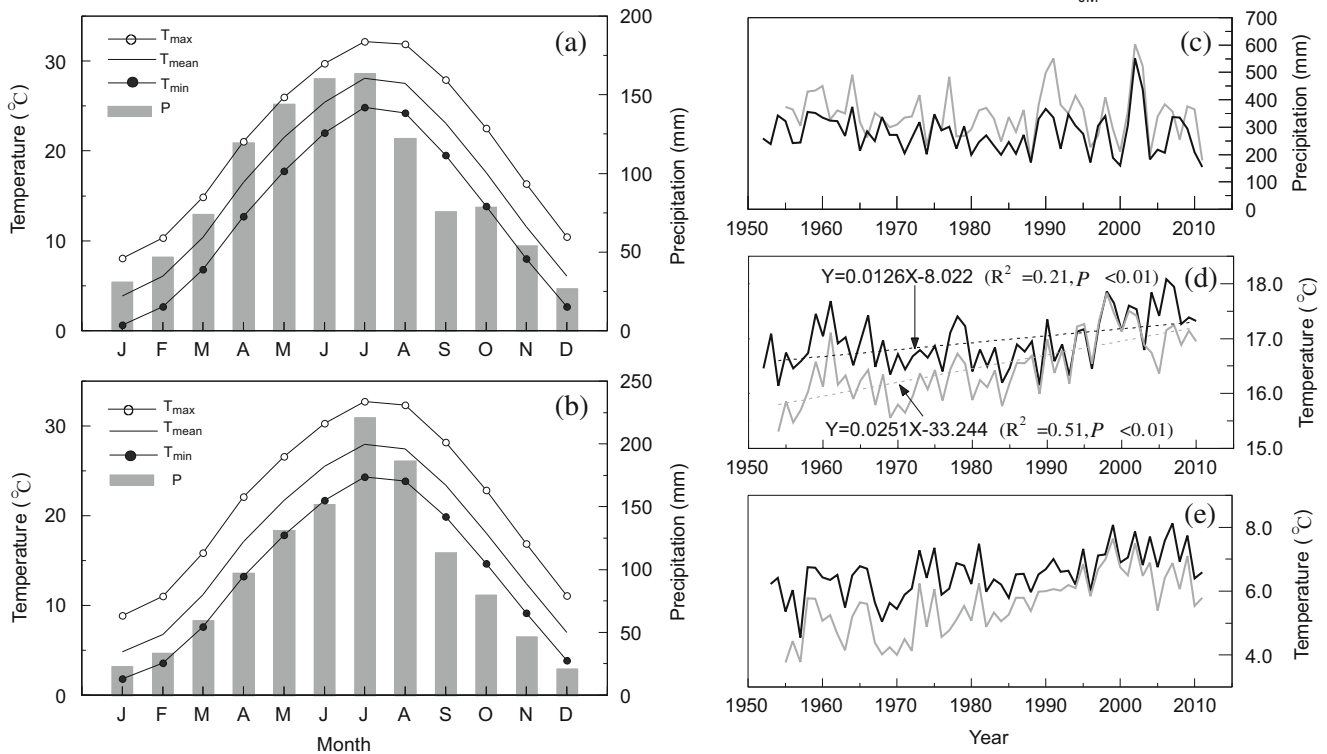 JM
(a)
Tmax
Tmean
Tmin
P
Temperature (°C)
Precipitation (mm)
30
20
10
0
200
150
100
50
0
J F M A M J J A S O N D
(b)
Tmax
Tmean
Tmin
P
Temperature (°C)
Precipitation (mm)
30
20
10
0
250
200
150
100
50
0
J F M A M J J A S O N D
Month
(c)
Precipitation (mm)
700
600
500
400
300
200
100
0
1950 1960 1970 1980 1990 2000 2010
(d)
Y=0.0126X-8.022 (R² =0.21, P <0.01)
Y=0.0251X-33.244 (R² =0.51, P <0.01)
Temperature (°C)
18.0
17.0
16.0
15.0
1950 1960 1970 1980 1990 2000 2010
(e)
Temperature (°C)
8.0
6.0
4.0
1950 1960 1970 1980 1990 2000 2010
Year